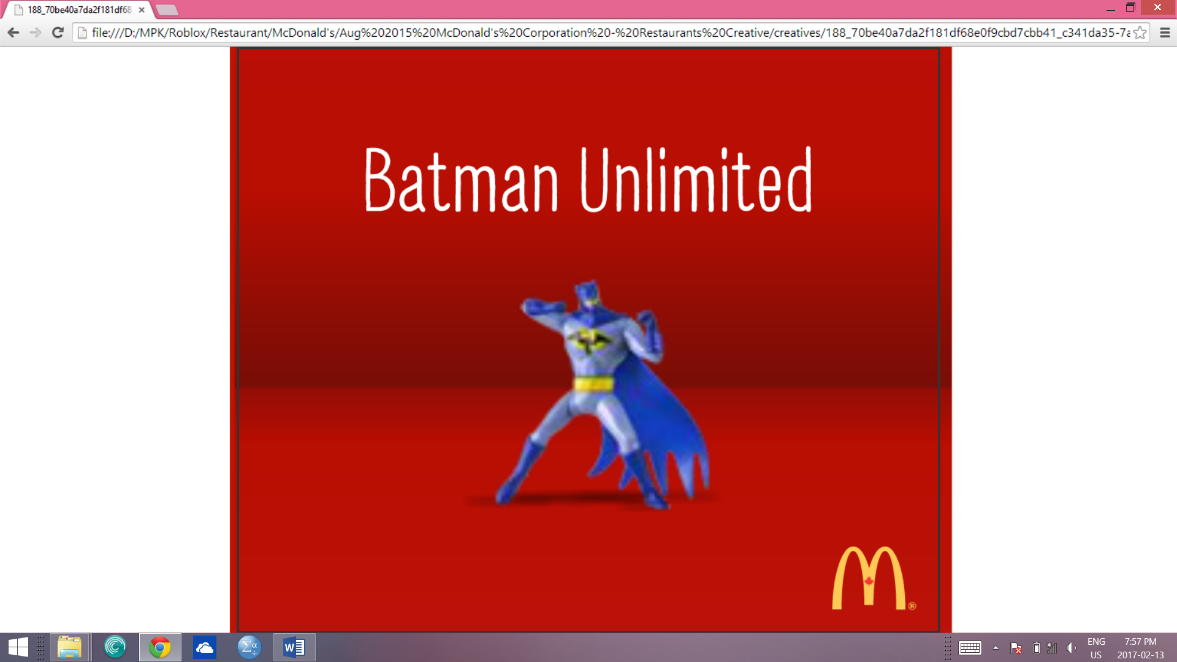 188_70be40a7da2f181df68
file:///D:/MPK/Roblox/Restaurant/McDonald's/Aug%202015%20McDonald's%20Corporation%20-%20Restaurants%20Creative/creatives/188_70be40a7da2f181df68e0f9cbd7cbb41_c341da35-7a
Batman Unlimited
ENG
7:57 PM
US
2017-02-13